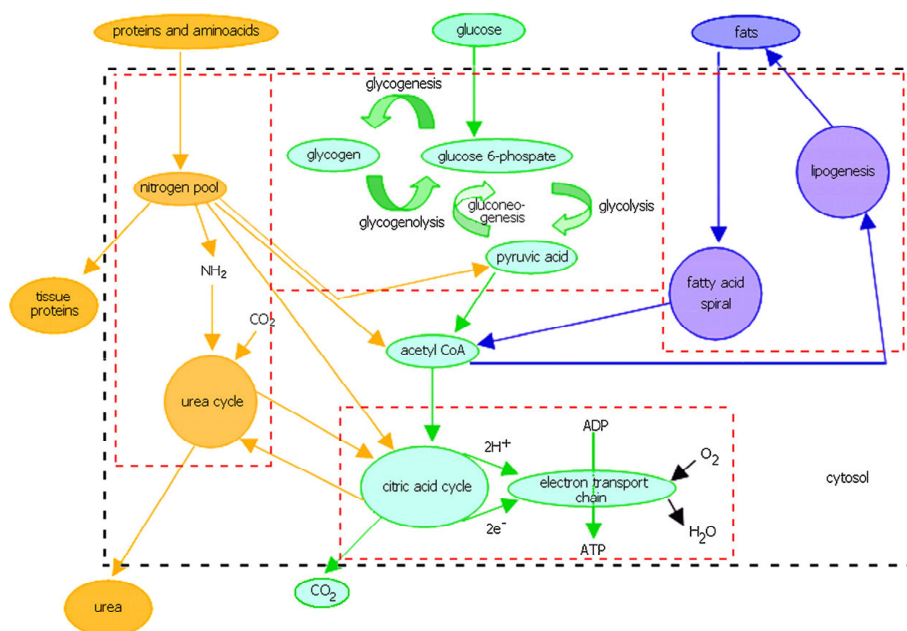 proteins and aminoacids
glucose
fats
glycogenesis
glycogen
glucose 6-phospate
lipogenesis
nitrogen pool
gluconeo-
genesis
glycolysis
glycogenolysis
pyruvic acid
NH₂
tissue
proteins
fatty acid
spiral
CO₂
acetyl CoA
urea cycle
ADP
2H⁺
O₂
citric acid cycle
electron transport
chain
cytosol
2e⁻
H₂O
ATP
CO₂
urea